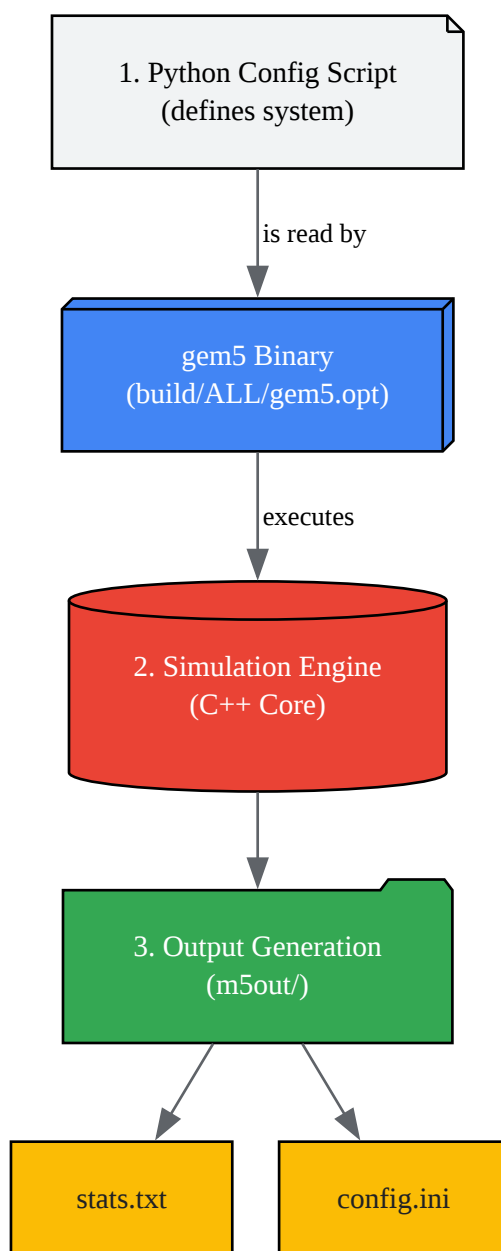 1. Python Config Script
(defines system)
is read by
gem5 Binary
(build/ALL/gem5.opt)
executes
2. Simulation Engine
(C++ Core)
3. Output Generation
(m5out/)
stats.txt
config.ini